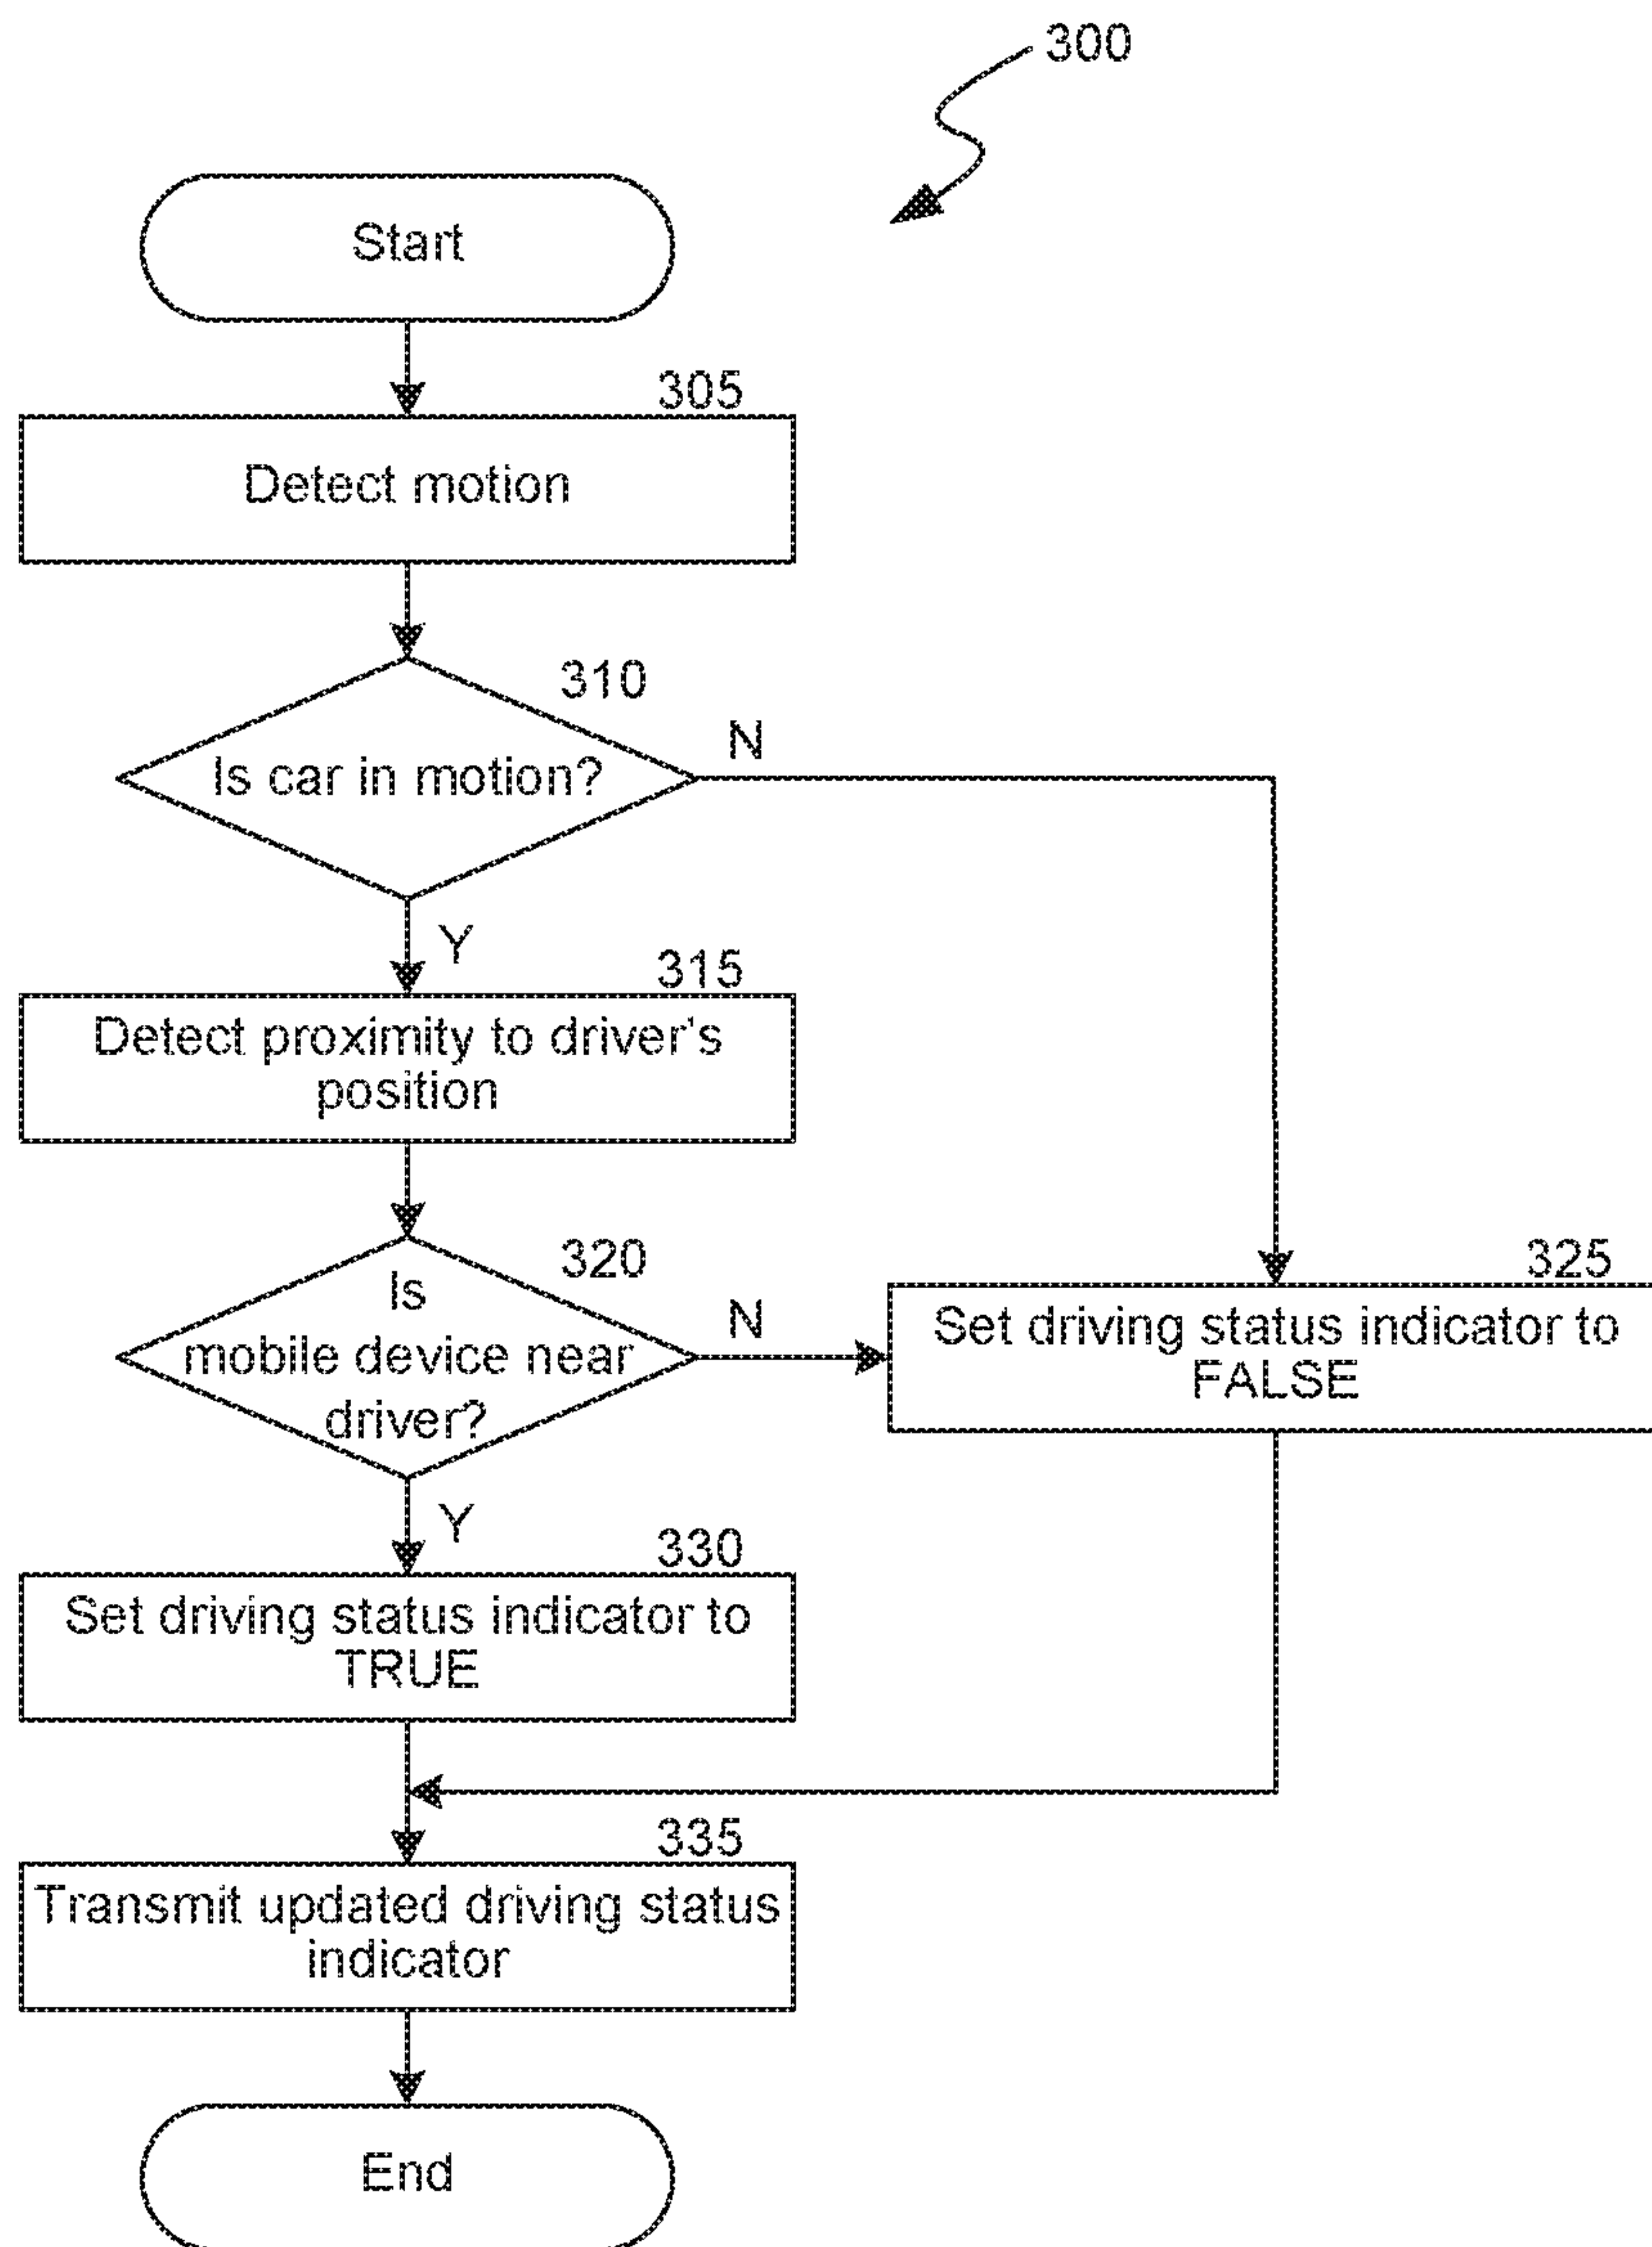 300
Start
305
Detect motion
310
Is car in motion?
N
Y
315
Detect proximity to driver's
position
320
Is
mobile device near
driver?
N
325
Set driving status indicator to
FALSE
Y
330
Set driving status indicator to
TRUE
335
Transmit updated driving status
indicator
End